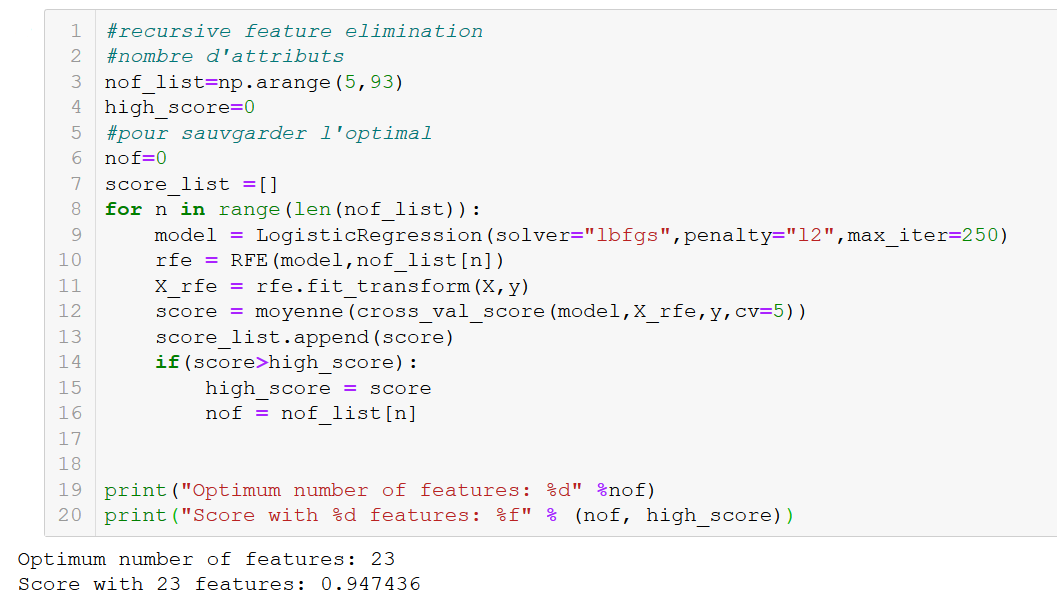 1 #recursive feature elimination
2 #nombre d'attributs
3 nof_list=np.arange(5,93)
4 high_score=0
5 #pour sauvgarder l'optimal
6 nof=0
7 score_list =[]
8 for n in range(len(nof_list)):
9     model = LogisticRegression(solver="lbfgs",penalty="l2",max_iter=250)
10     rfe = RFE(model,nof_list[n])
11     X_rfe = rfe.fit_transform(X,y)
12     score = moyenne(cross_val_score(model,X_rfe,y,cv=5))
13     score_list.append(score)
14     if(score>high_score):
15         high_score = score
16         nof = nof_list[n]
17
18
19 print("Optimum number of features: %d" %nof)
20 print("Score with %d features: %f" % (nof, high_score))
Optimum number of features: 23
Score with 23 features: 0.947436